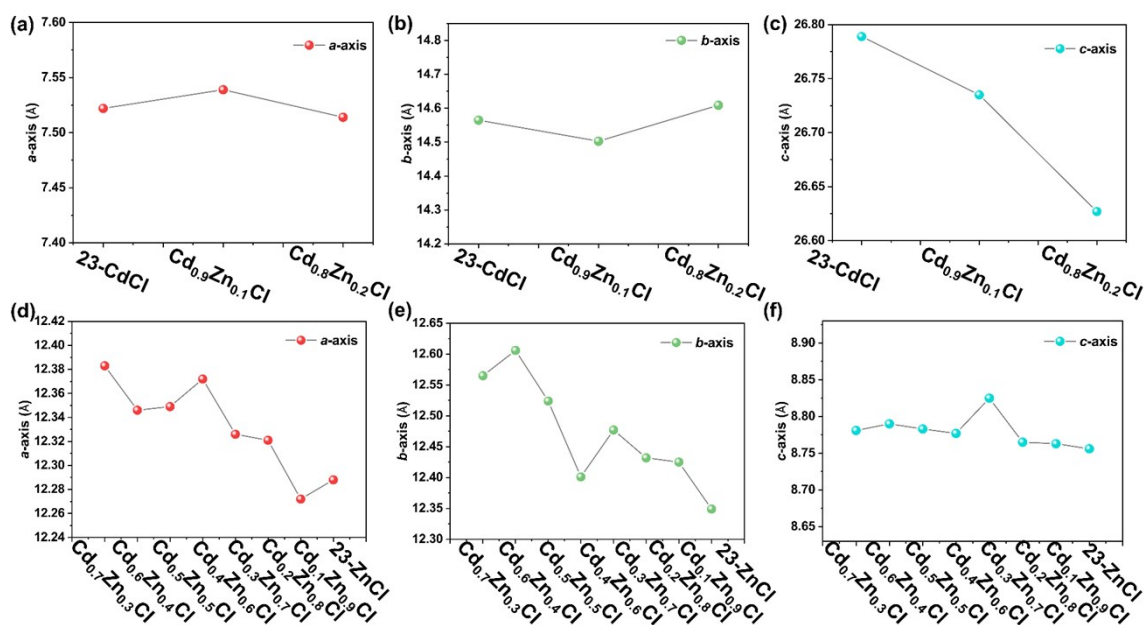 (a)
a-axis
a-axis (Å)
7.60
7.55
7.50
7.45
7.40
23-CdCl
Cd0.9Zn0.1Cl
Cd0.8Zn0.2Cl
(b)
b-axis
b-axis (Å)
14.8
14.7
14.6
14.5
14.4
14.3
14.2
23-CdCl
Cd0.9Zn0.1Cl
Cd0.8Zn0.2Cl
(c)
c-axis
c-axis (Å)
26.80
26.75
26.70
26.65
26.60
23-CdCl
Cd0.9Zn0.1Cl
Cd0.8Zn0.2Cl
(d)
a-axis
a-axis (Å)
12.42
12.40
12.38
12.36
12.34
12.32
12.30
12.28
12.26
12.24
Cd0.7Zn0.3Cl
Cd0.6Zn0.4Cl
Cd0.5Zn0.5Cl
Cd0.4Zn0.6Cl
Cd0.3Zn0.7Cl
Cd0.2Zn0.8Cl
Cd0.1Zn0.9Cl
23-ZnCl
(e)
b-axis
b-axis (Å)
12.65
12.60
12.55
12.50
12.45
12.40
12.35
12.30
Cd0.7Zn0.3Cl
Cd0.6Zn0.4Cl
Cd0.5Zn0.5Cl
Cd0.4Zn0.6Cl
Cd0.3Zn0.7Cl
Cd0.2Zn0.8Cl
Cd0.1Zn0.9Cl
23-ZnCl
(f)
c-axis
c-axis (Å)
8.90
8.85
8.80
8.75
8.70
8.65
Cd0.7Zn0.3Cl
Cd0.6Zn0.4Cl
Cd0.5Zn0.5Cl
Cd0.4Zn0.6Cl
Cd0.3Zn0.7Cl
Cd0.2Zn0.8Cl
Cd0.1Zn0.9Cl
23-ZnCl